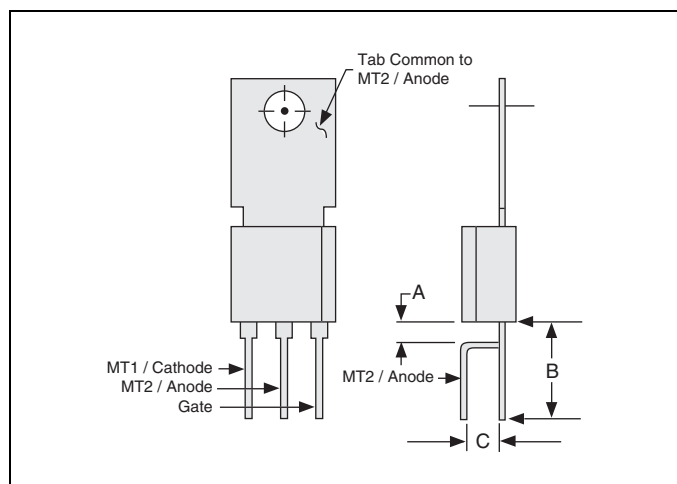 Tab Common to
MT2 / Anode
A
MT1 / Cathode
MT2 / Anode
Gate
MT2 / Anode
B
C